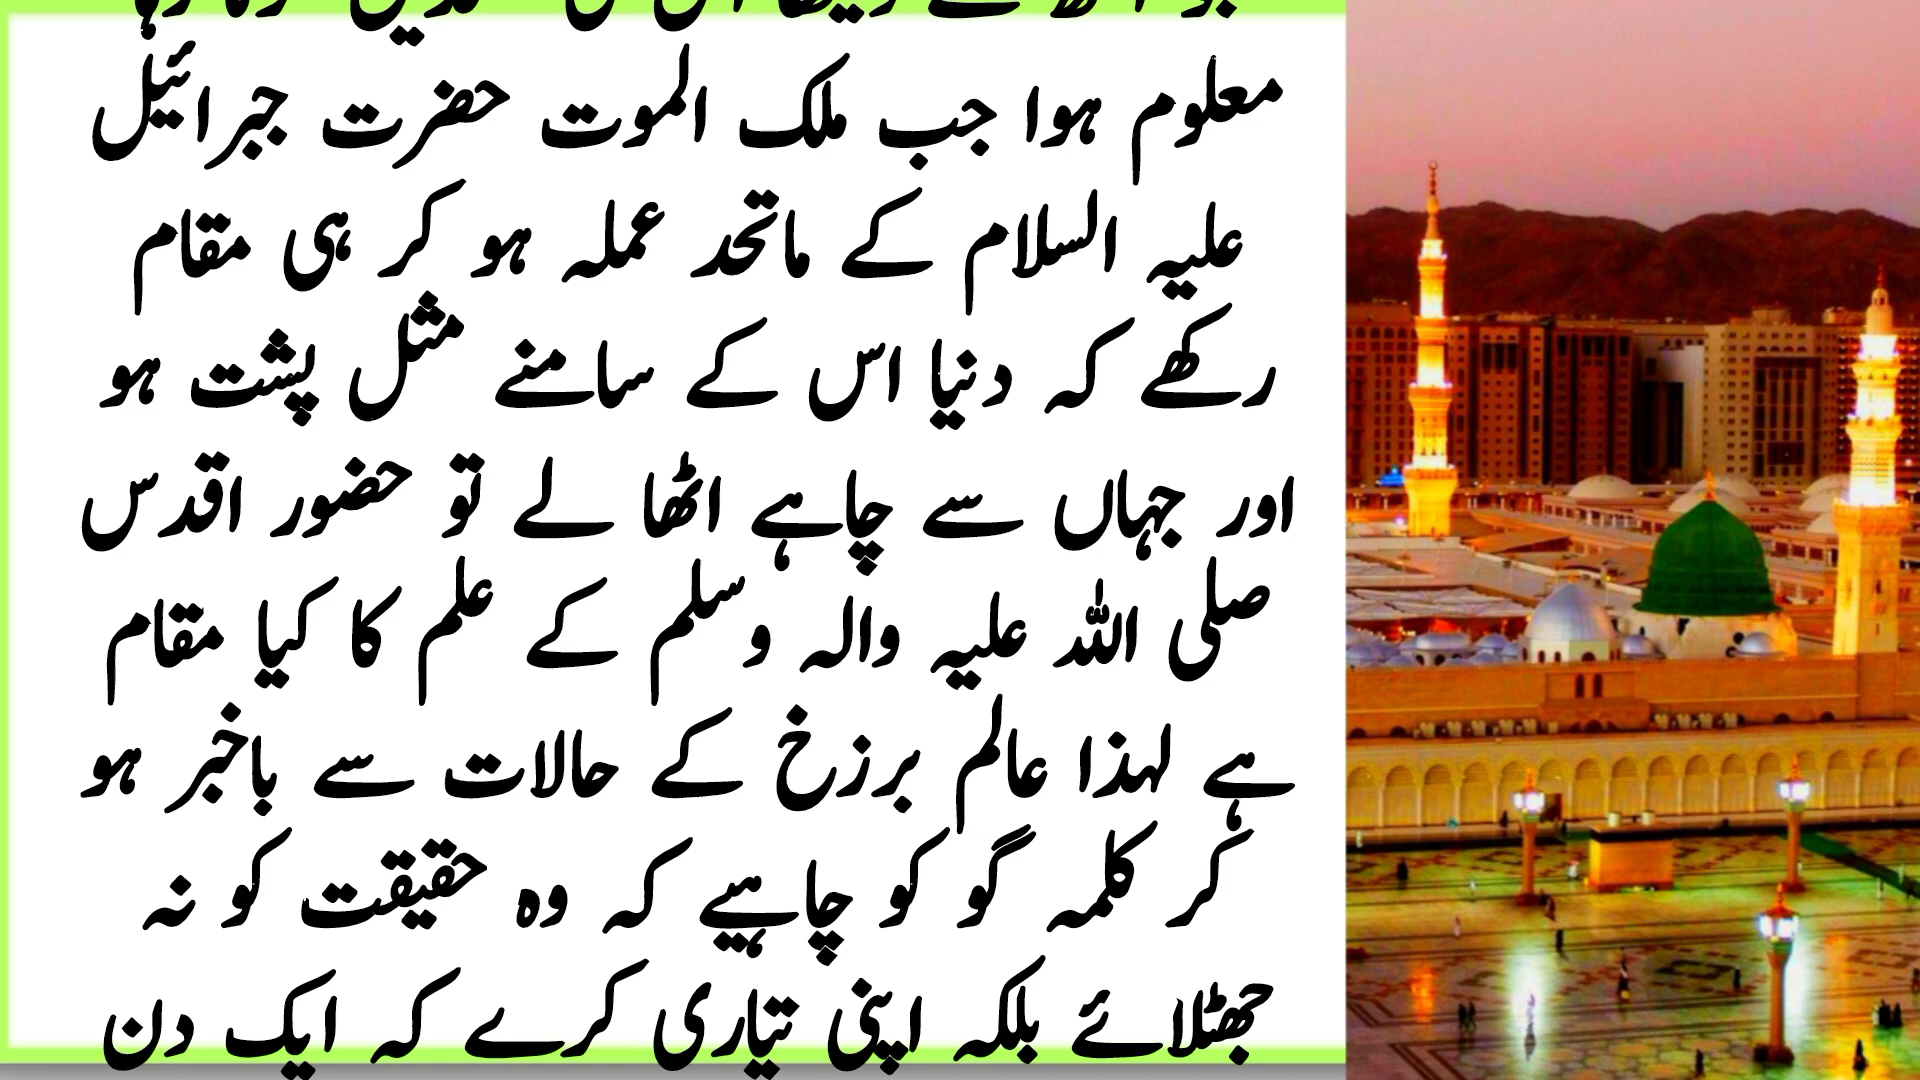 معلوم ہوا جب ملک الموت حضرت جبرائیل
علیہ السلام کے ماتحد عملہ ہو کر ہی مقام
رکھے کہ دنیا اس کے سامنے مثل پشت ہو
اور جہاں سے چاہے اٹھا لے تو حضور اقدس
صلی اللہ علیہ والہ وسلم کے علم کا کیا مقام
ہے لہذا عالم برزخ کے حالات سے باخبر ہو
کر کلمہ گو کو چاہیے کہ وہ حقیقت کو نہ
جھٹلائے بلکہ اپنی تیاری کرے کہ ایک دن